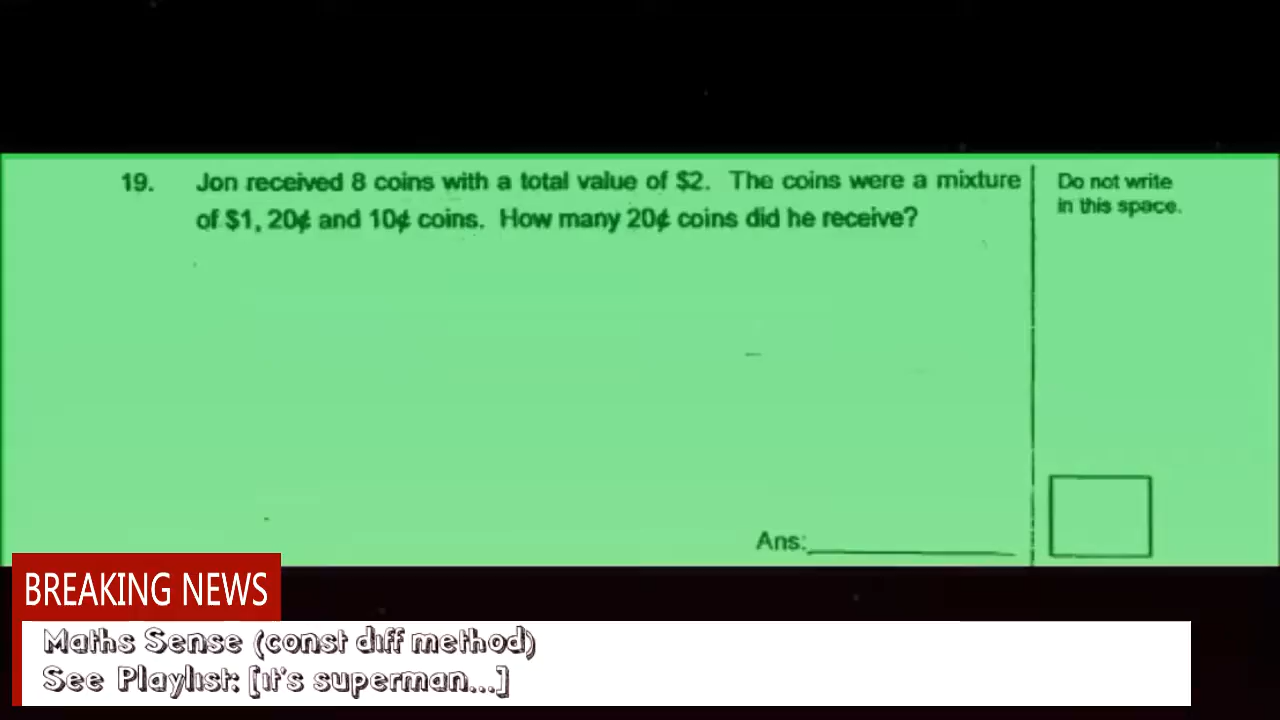 19. Jon received 8 coins with a total value of $2. The coins were a mixture
of $1, 20¢ and 10¢ coins. How many 20¢ coins did he receive?
Do not write
in this space.
Ans:
BREAKING NEWS
Maths Sense (const diff method)
See Playlist: [it's superman...]